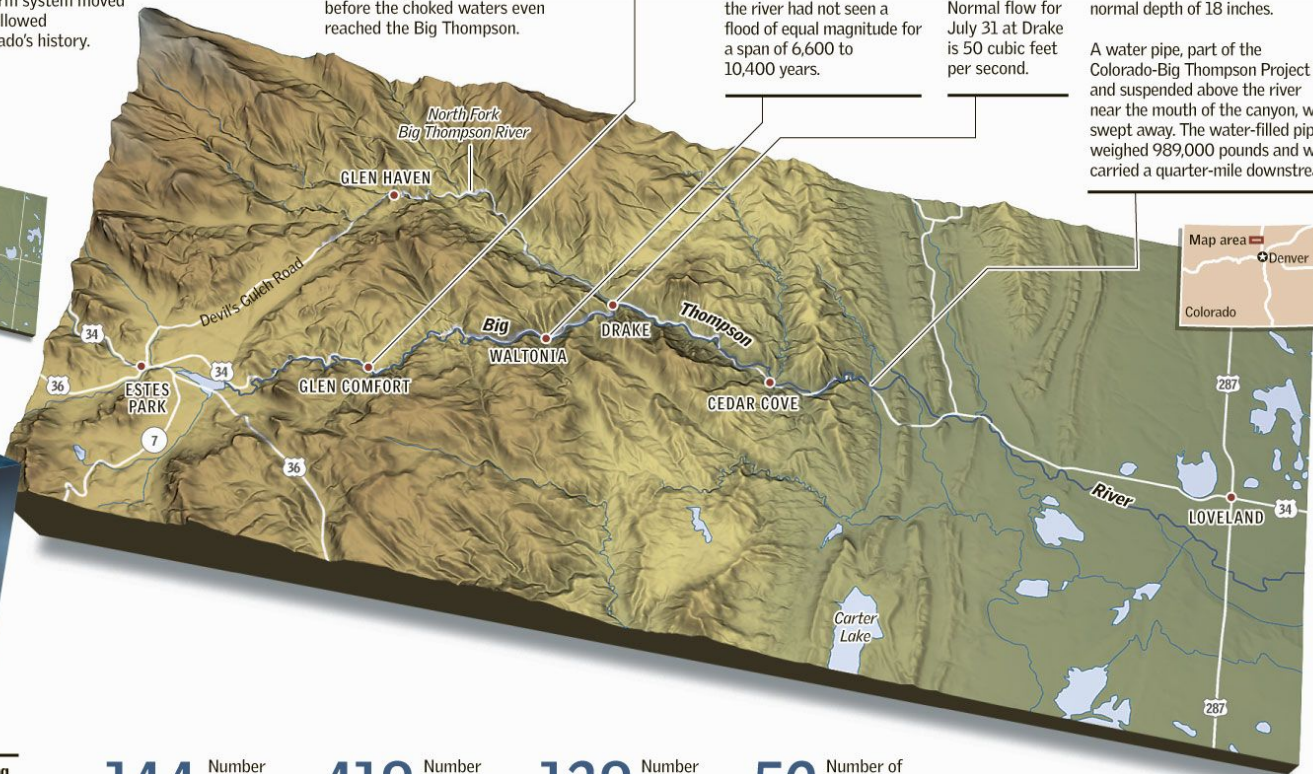 rm system moved
llowed
ado's history.
before the choked waters even
reached the Big Thompson.
the river had not seen a
flood of equal magnitude for
a span of 6,600 to
10,400 years.
Normal flow for
July 31 at Drake
is 50 cubic feet
per second.
normal depth of 18 inches.
A water pipe, part of the
Colorado-Big Thompson Project
and suspended above the river
near the mouth of the canyon, w
swept away. The water-filled pip
weighed 989,000 pounds and w
carried a quarter-mile downstre
North Fork
Big Thompson River
GLEN HAVEN
Devil's Gulch Road
Map area
Denver
Colorado
34
36
ESTES
PARK
34
7
36
GLEN COMFORT
Big
WALTONIA
DRAKE
Thompson
CEDAR COVE
287
River
LOVELAND
34
Carter
Lake
287
144 Number
419 Number
Number
50 Number of